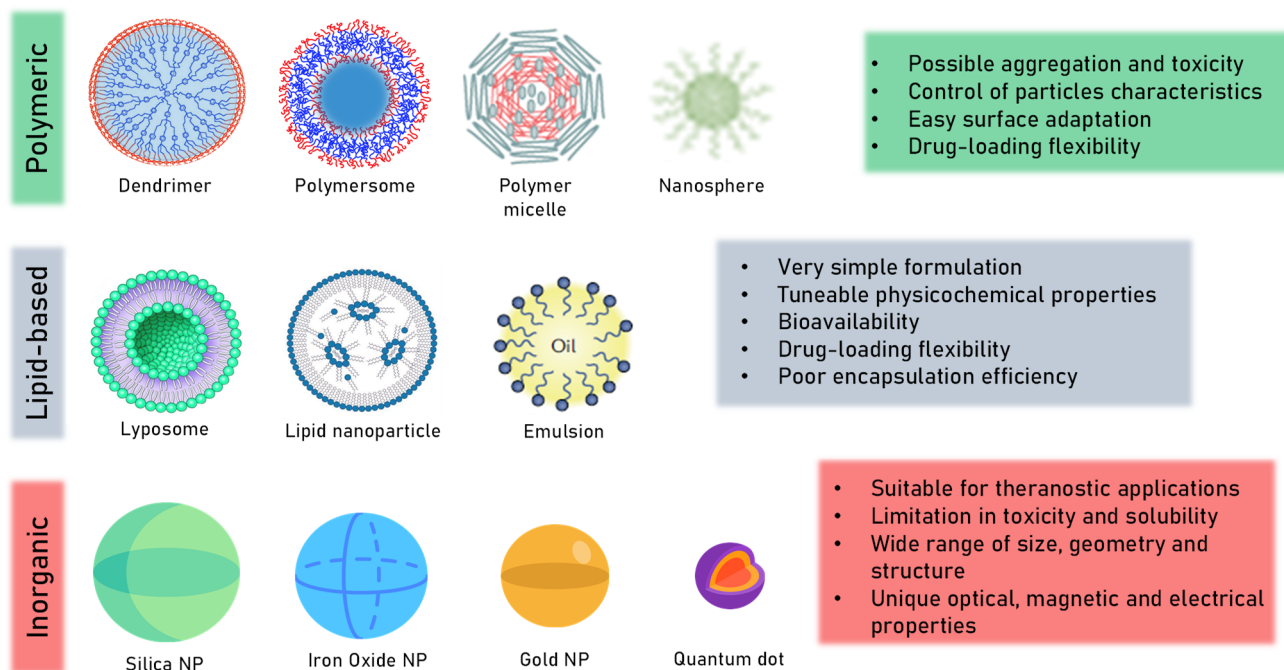 Polymeric
Dendrimer
Polymersome
Polymer
micelle
Nanosphere
• Possible aggregation and toxicity
• Control of particles characteristics
• Easy surface adaptation
• Drug-loading flexibility
Lipid-based
Lyposome
Lipid nanoparticle
Oil
Emulsion
• Very simple formulation
• Tuneable physicochemical properties
• Bioavailability
• Drug-loading flexibility
• Poor encapsulation efficiency
Inorganic
Silica NP
Iron Oxide NP
Gold NP
Quantum dot
• Suitable for theranostic applications
• Limitation in toxicity and solubility
• Wide range of size, geometry and
structure
• Unique optical, magnetic and electrical
properties